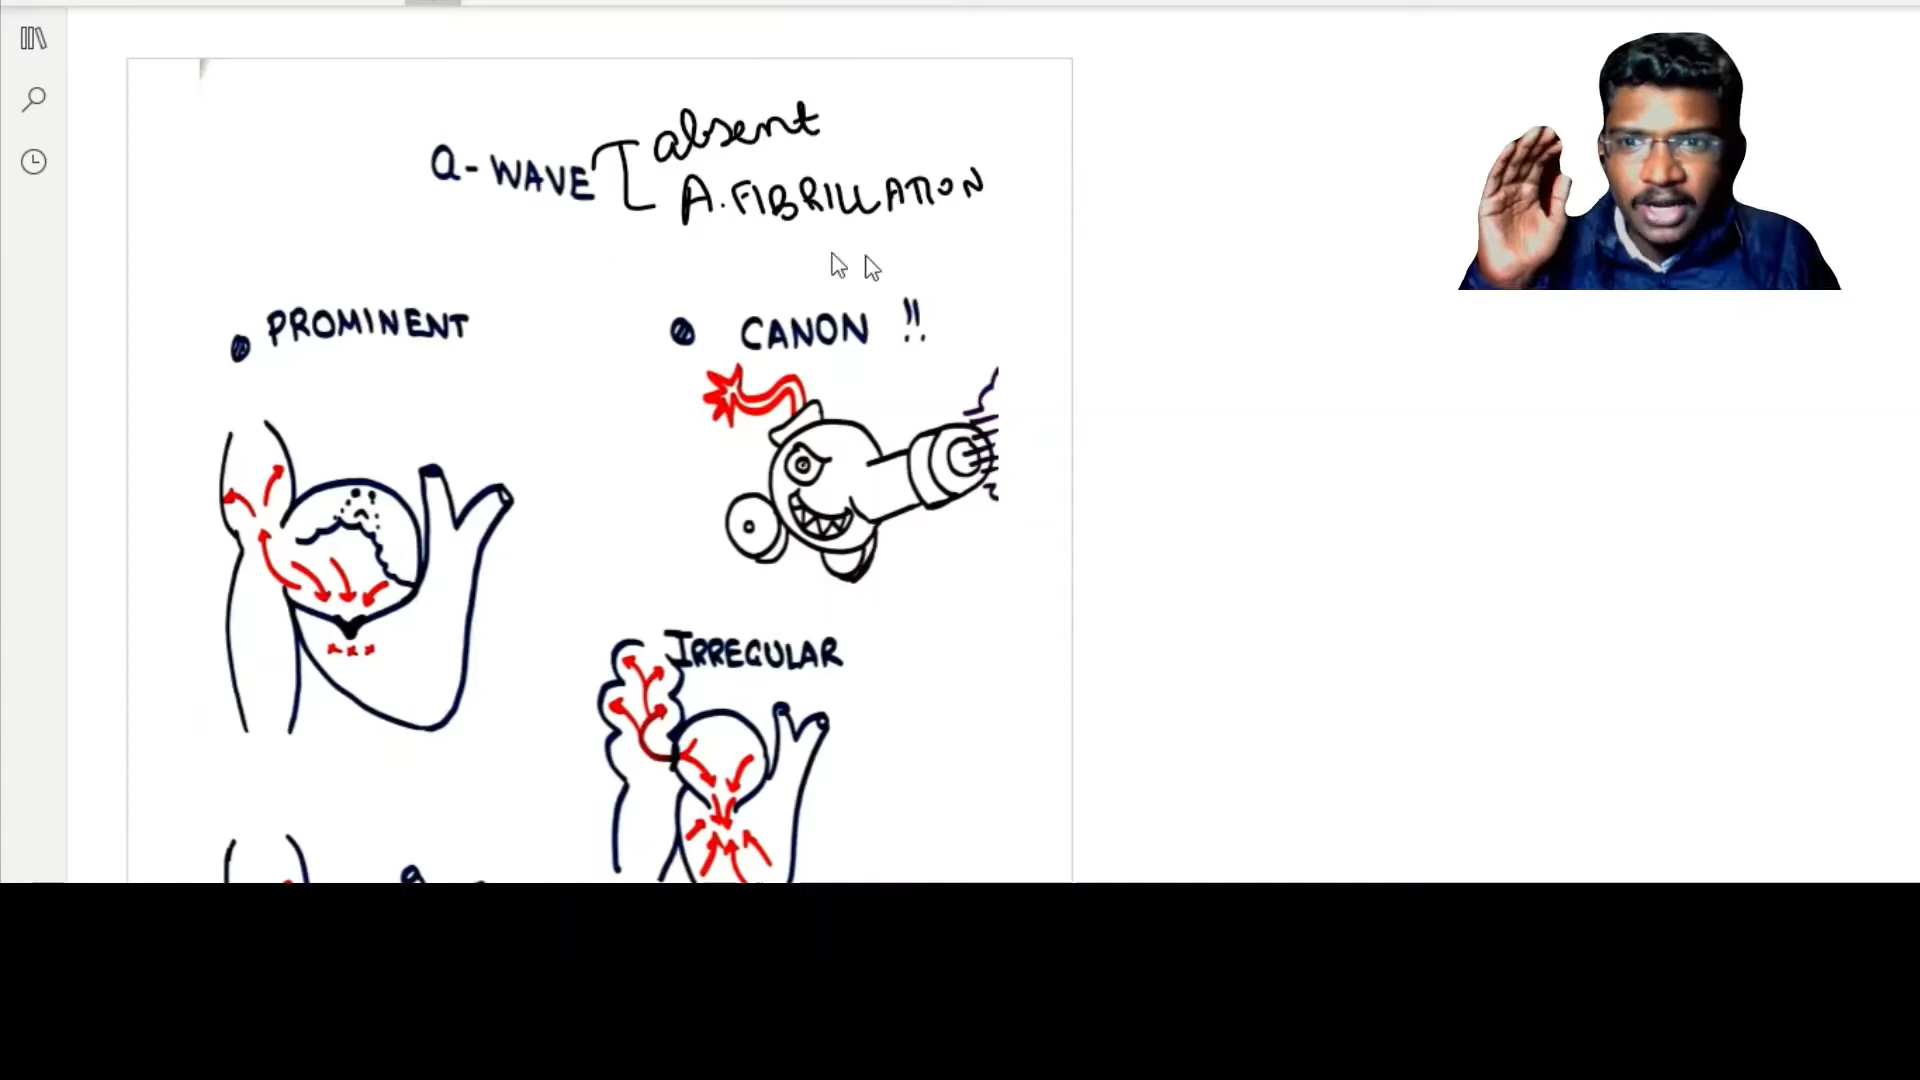 a-WAVE
absent
A.FIBRILLATION
PROMINENT
CANON !!
IRREGULAR